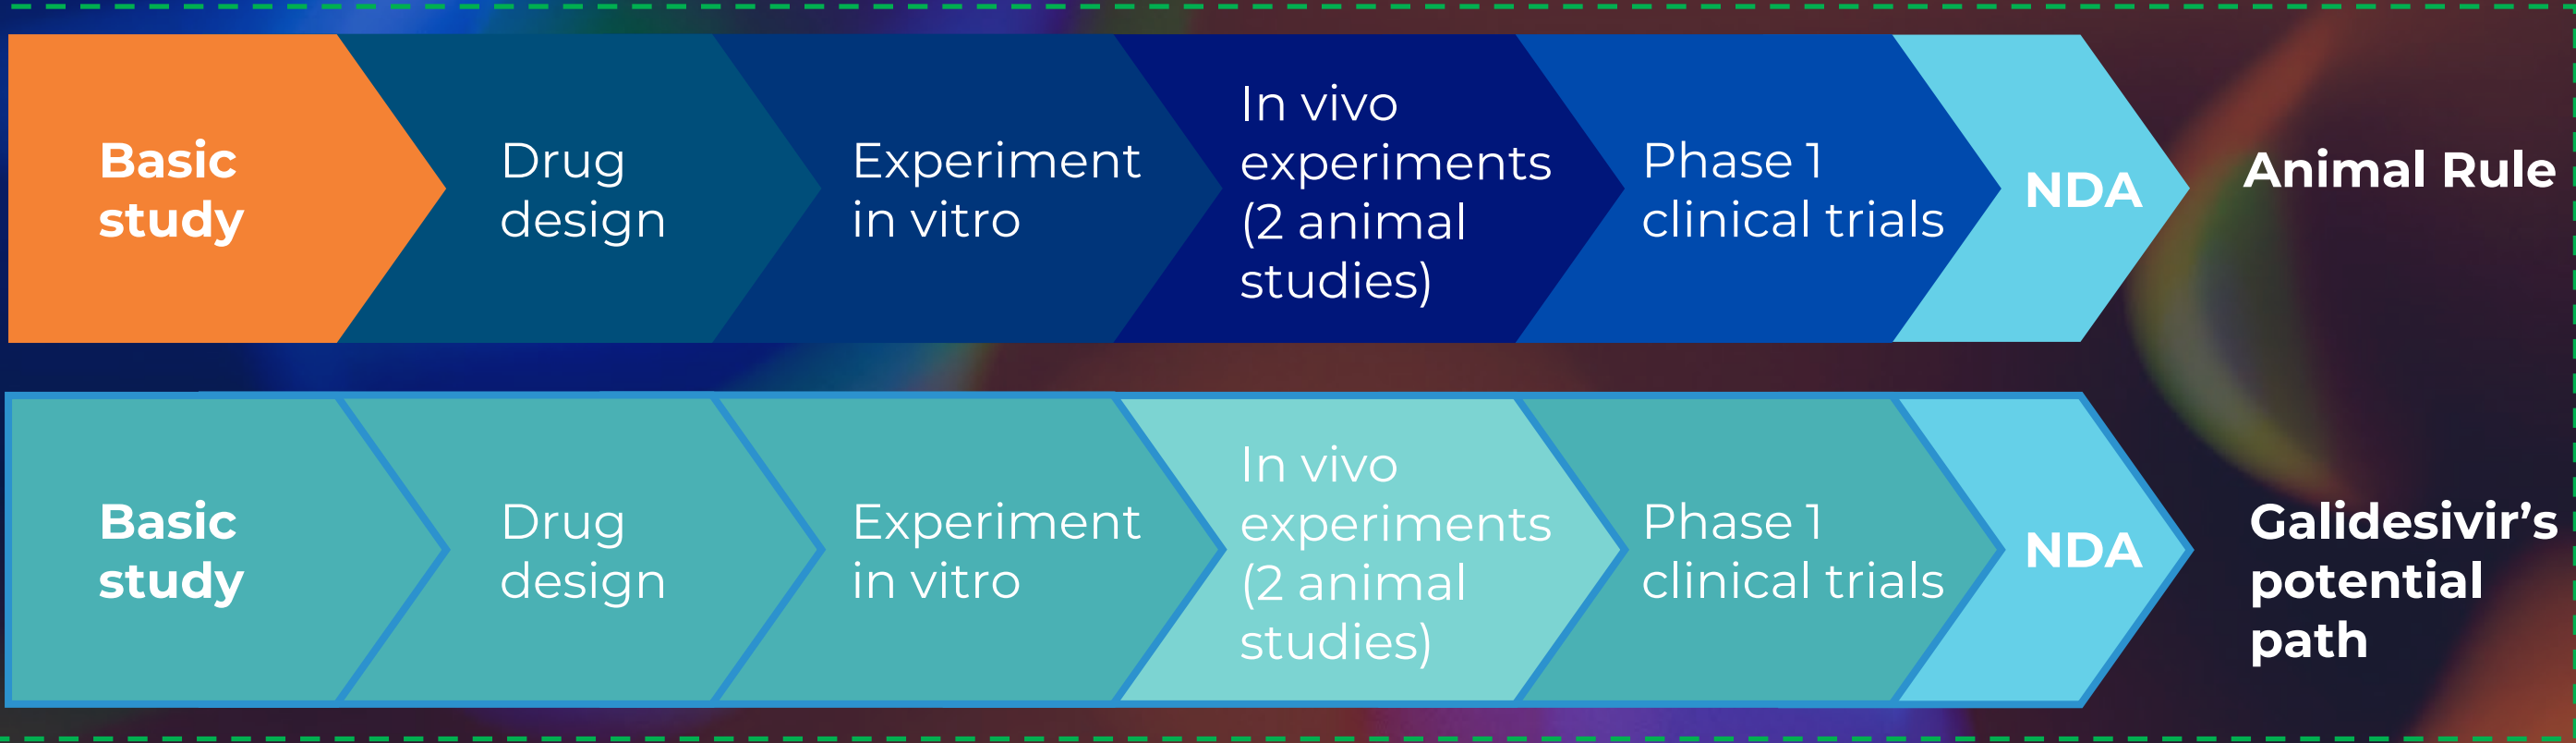 Basic
study
Drug
design
Experiment
in vitro
In vivo
experiments
(2 animal
studies)
Phase 1
clinical trials
NDA
Animal Rule
Basic
study
Drug
design
Experiment
in vitro
In vivo
experiments
(2 animal
studies)
Phase 1
clinical trials
NDA
Galidesivir’s
potential
path